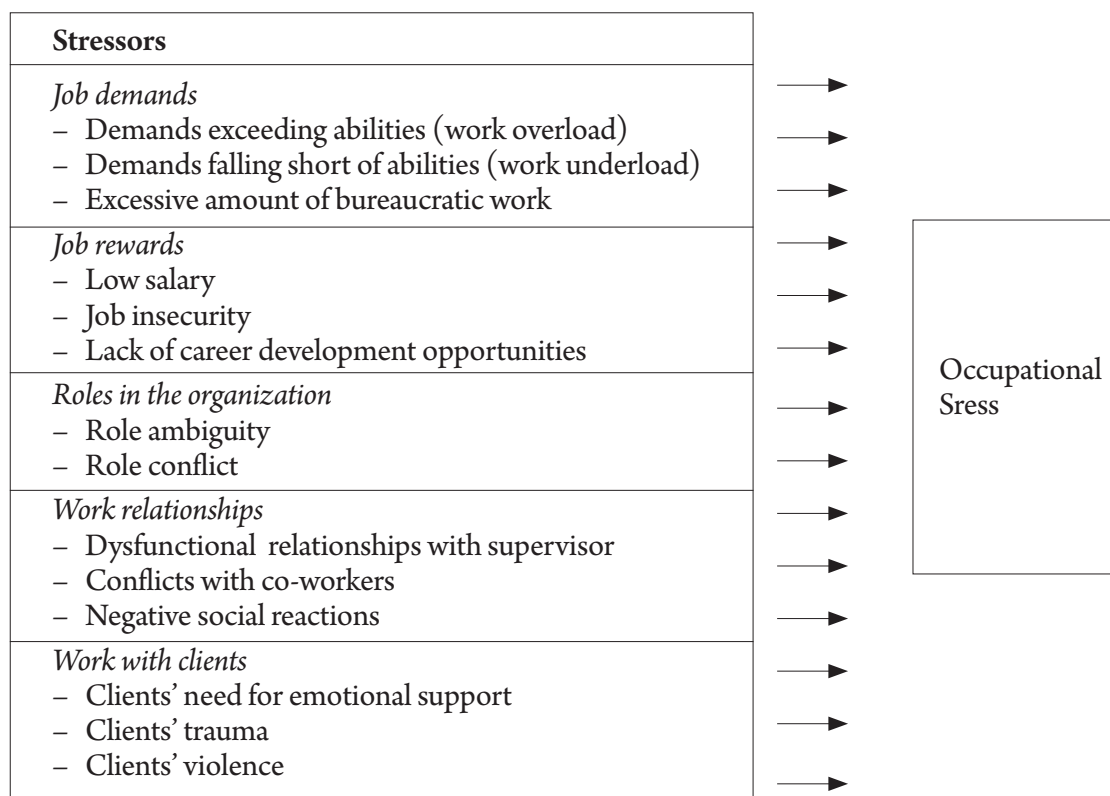 Stressors
Job demands
– Demands exceeding abilities (work overload)
– Demands falling short of abilities (work underload)
– Excessive amount of bureaucratic work
Job rewards
– Low salary
– Job insecurity
– Lack of career development opportunities
Roles in the organization
– Role ambiguity
– Role conflict
Work relationships
– Dysfunctional relationships with supervisor
– Conflicts with co-workers
– Negative social reactions
Work with clients
– Clients’ need for emotional support
– Clients’ trauma
– Clients’ violence
Occupational
Sress